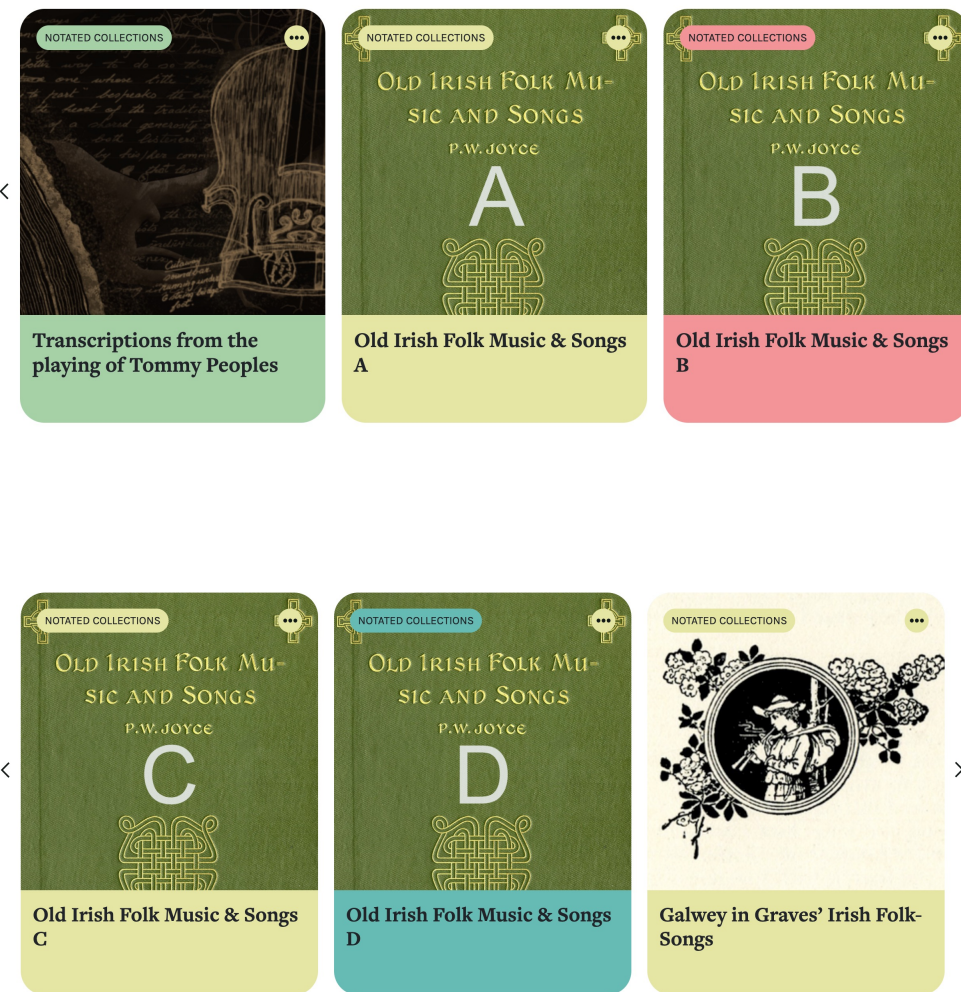 NOTATED COLLECTIONS
Transcriptions from the
playing of Tommy Peoples
NOTATED COLLECTIONS
OLD IRISH FOLK MU-
SIC AND SONGS
P.W. JOYCE
A
Old Irish Folk Music & Songs
A
NOTATED COLLECTIONS
OLD IRISH FOLK MU-
SIC AND SONGS
P.W. JOYCE
B
Old Irish Folk Music & Songs
B
NOTATED COLLECTIONS
OLD IRISH FOLK MU-
SIC AND SONGS
P.W. JOYCE
C
Old Irish Folk Music & Songs
C
NOTATED COLLECTIONS
OLD IRISH FOLK MU-
SIC AND SONGS
P.W. JOYCE
D
Old Irish Folk Music & Songs
D
NOTATED COLLECTIONS
Galwey in Graves’ Irish Folk-
Songs